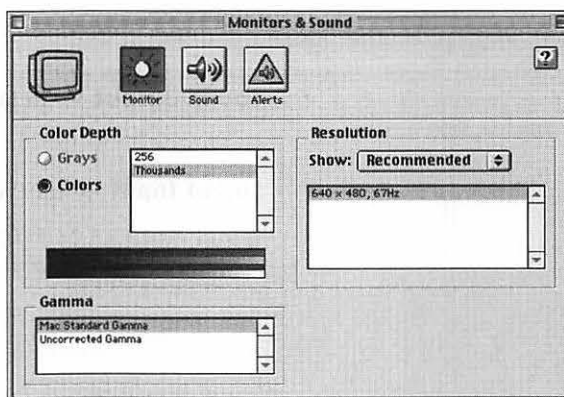 Monitors & Sound
Monitor
Sound
Alerts
?
Color Depth
Grays
Colors
256
Thousands
Resolution
Show: Recommended
640 x 480, 67Hz
Gamma
Mac Standard Gamma
Uncorrected Gamma